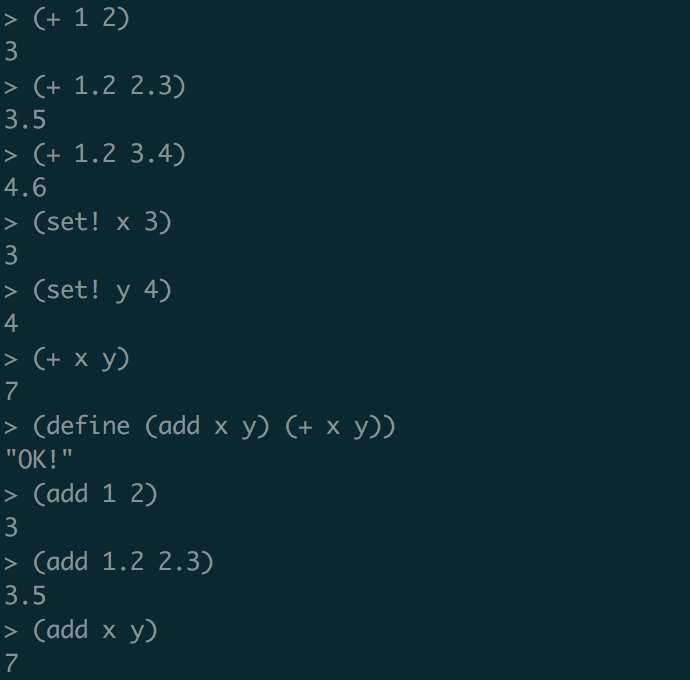 > (+ 1 2)
3
> (+ 1.2 2.3)
3.5
> (+ 1.2 3.4)
4.6
> (set! x 3)
3
> (set! y 4)
4
> (+ x y)
7
> (define (add x y) (+ x y))
"OK!"
> (add 1 2)
3
> (add 1.2 2.3)
3.5
> (add x y)
7